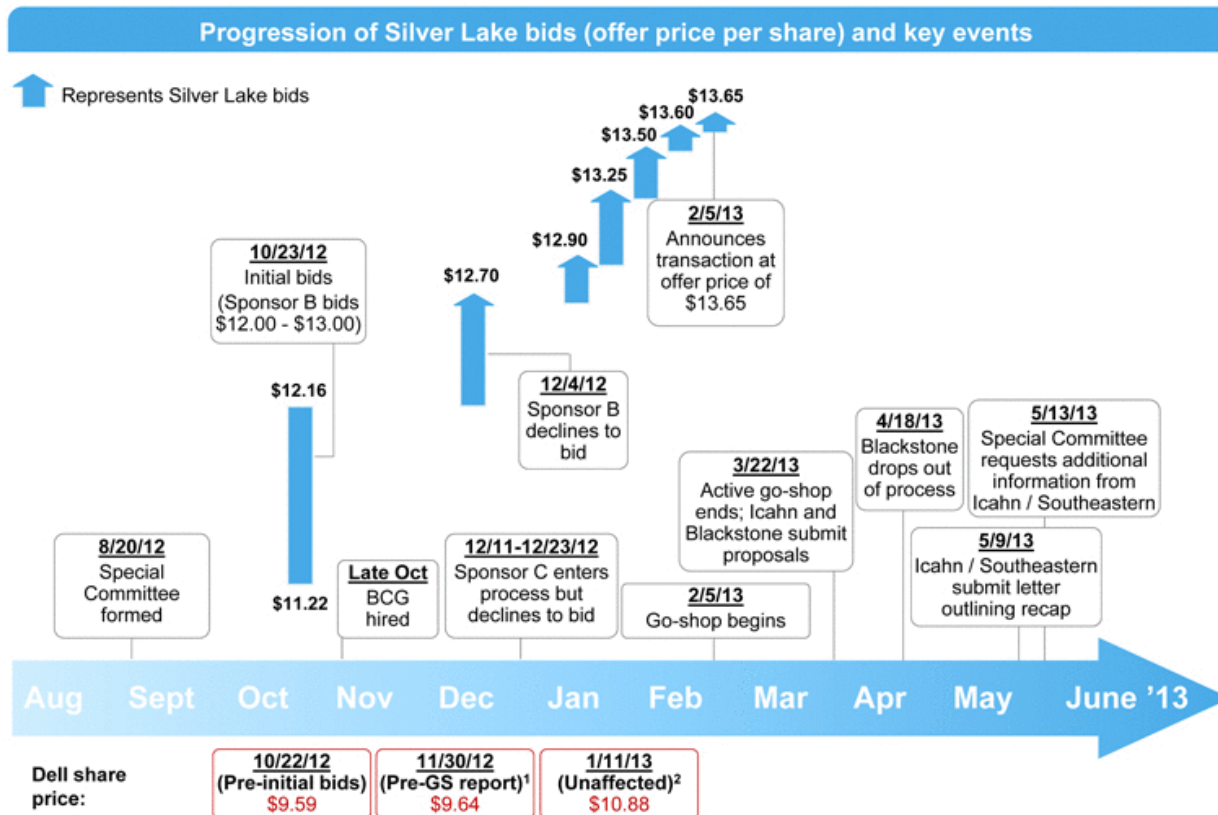 Progression of Silver Lake bids (offer price per share) and key events
Represents Silver Lake bids
$13.65
$13.60
$13.50
$13.25
$12.90
$12.70
$12.16
$11.22
10/23/12
Initial bids
(Sponsor B bids
$12.00 - $13.00)
2/5/13
Announces
transaction at
offer price of
$13.65
12/4/12
Sponsor B
declines to
bid
8/20/12
Special
Committee
formed
Late Oct
BCG
hired
12/11-12/23/12
Sponsor C enters
process but
declines to bid
2/5/13
Go-shop begins
3/22/13
Active go-shop
ends; Icahn and
Blackstone submit
proposals
4/18/13
Blackstone
drops out
of process
5/13/13
Special Committee
requests additional
information from
Icahn / Southeastern
5/9/13
Icahn / Southeastern
submit letter
outlining recap
Aug Sept Oct Nov Dec Jan Feb Mar Apr May June '13
Dell share
price:
10/22/12
(Pre-initial bids)
$9.59
11/30/12
(Pre-GS report)¹
$9.64
1/11/13
(Unaffected)²
$10.88